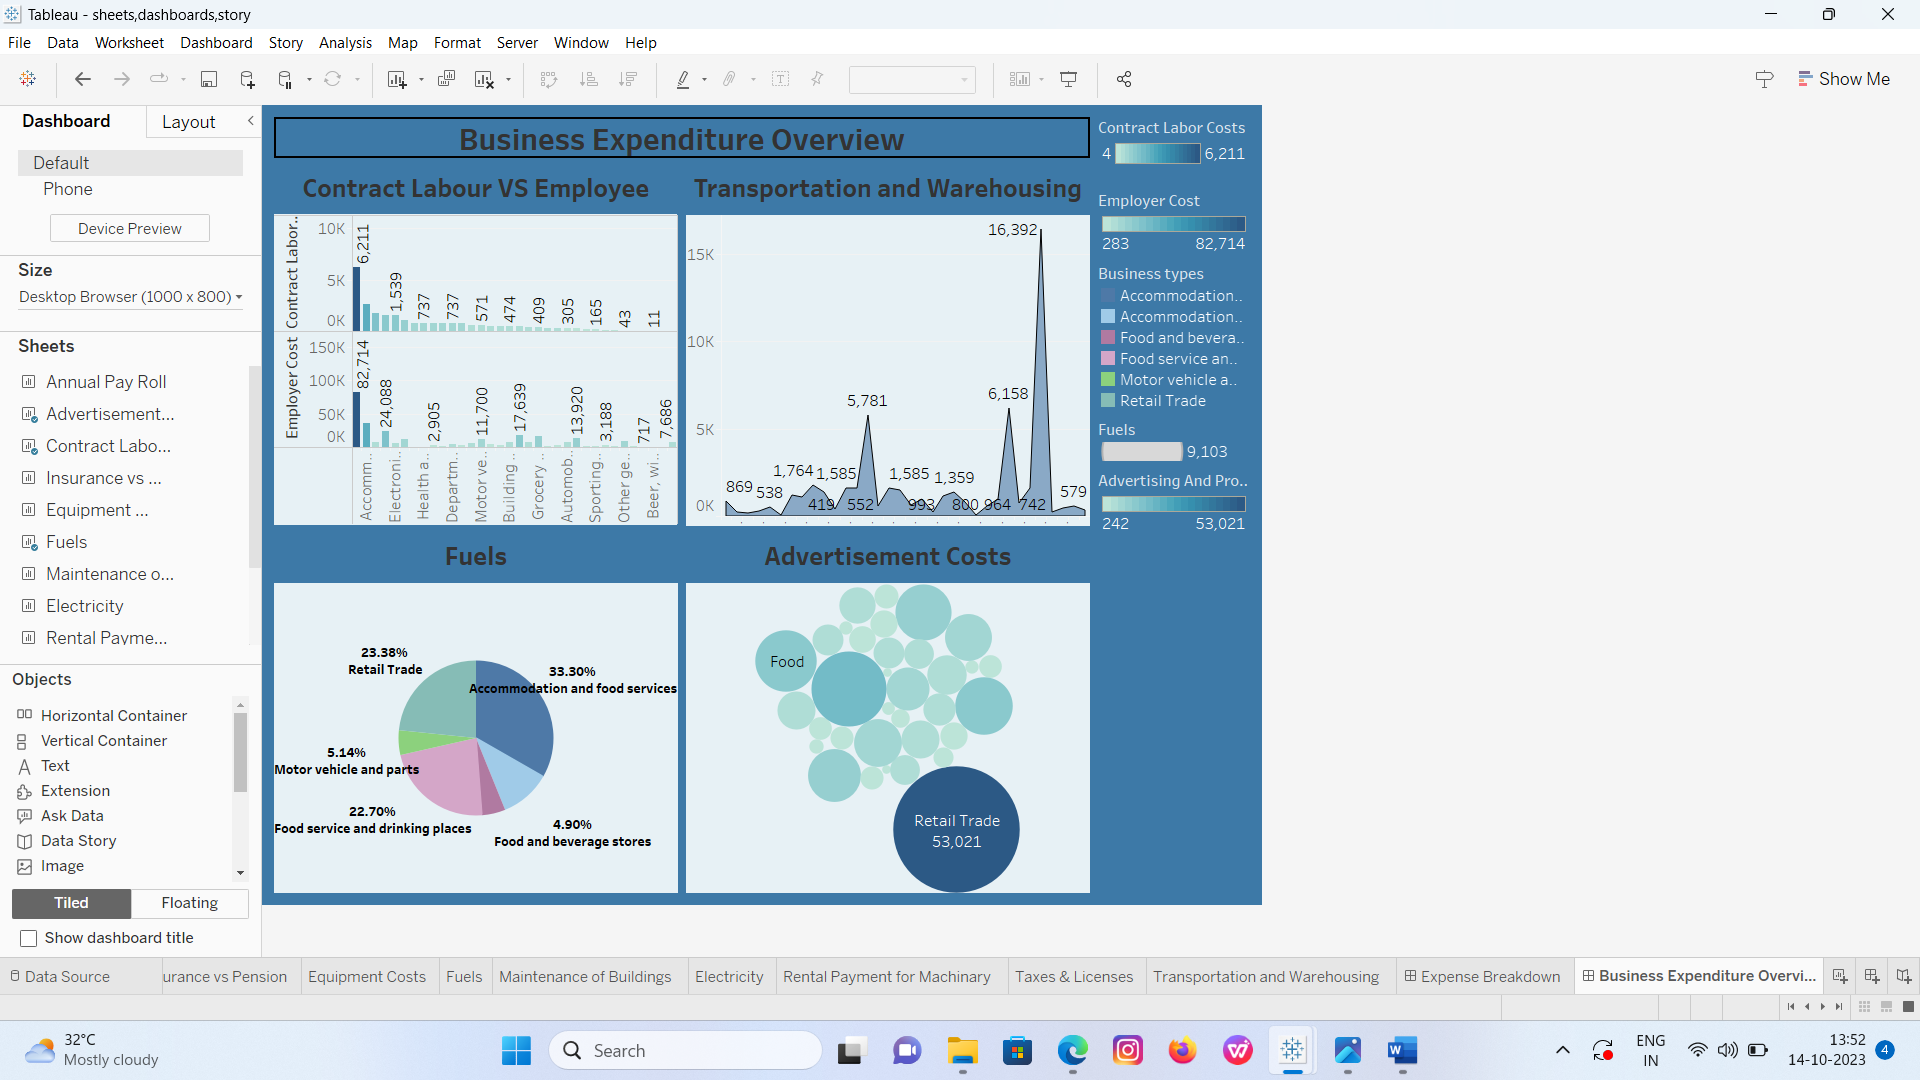 Tableau - sheets,dashboards,story
File Data Worksheet Dashboard Story Analysis Map Format Server Window Help
Show Me
Dashboard Layout
Default
Phone
Device Preview
Size
Desktop Browser (1000 x 800)
Sheets
Annual Pay Roll
Advertisement...
Contract Labo...
Insurance vs ...
Equipment ...
Fuels
Maintenance o...
Electricity
Rental Payme...
Objects
Horizontal Container
Vertical Container
Text
Extension
Ask Data
Data Story
Image
Tiled Floating
Show dashboard title
Business Expenditure Overview
Contract Labour VS Employee
Contract Labor..
10K
5K
0K
6,211
1,539
737
737
571
474
409
305
165
43
11
Employer Cost
150K
100K
50K
0K
82,714
24,088
2,905
11,700
17,639
13,920
3,188
717
7,686
Accomm..
Electroni..
Health a..
Departm..
Motor ve..
Building ..
Grocery ..
Automob..
Sporting..
Other ge..
Beer, wi..
Transportation and Warehousing
15K
10K
5K
0K
16,392
5,781
6,158
869
538
1,764
1,585
1,585
1,359
579
419
552
993
800
964
742
Fuels
23.38%
Retail Trade
33.30%
Accommodation and food services
5.14%
Motor vehicle and parts
22.70%
Food service and drinking places
4.90%
Food and beverage stores
Advertisement Costs
Food
Retail Trade
53,021
Contract Labor Costs
4 6,211
Employer Cost
283 82,714
Business types
Accommodation..
Accommodation..
Food and bevera..
Food service an..
Motor vehicle a..
Retail Trade
Fuels
9,103
Advertising And Pro..
242 53,021
Data Source urance vs Pension Equipment Costs Fuels Maintenance of Buildings Electricity Rental Payment for Machinary Taxes & Licenses Transportation and Warehousing Expense Breakdown Business Expenditure Overvi...
32°C
Mostly cloudy
Search
ENG
IN
13:52
14-10-2023
4